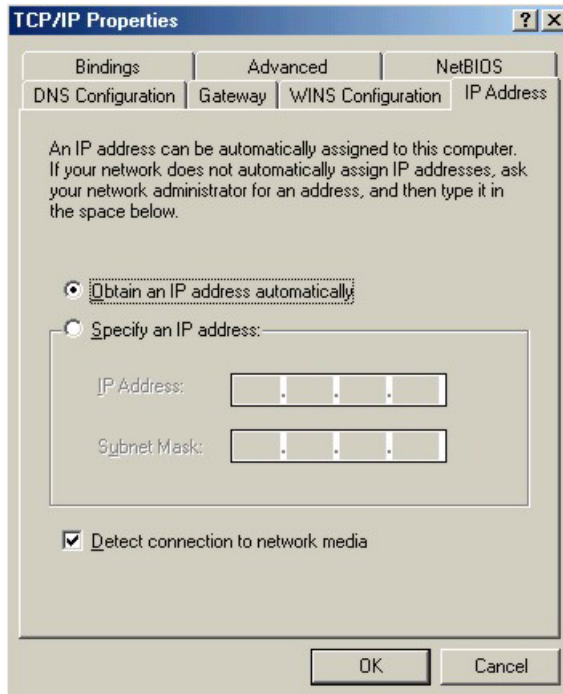 TCP/IP Properties
Bindings Advanced NetBIOS
DNS Configuration Gateway WINS Configuration IP Address
An IP address can be automatically assigned to this computer.
If your network does not automatically assign IP addresses, ask
your network administrator for an address, and then type it in
the space below.
Obtain an IP address automatically
Specify an IP address:
IP Address:
Subnet Mask:
Detect connection to network media
OK Cancel